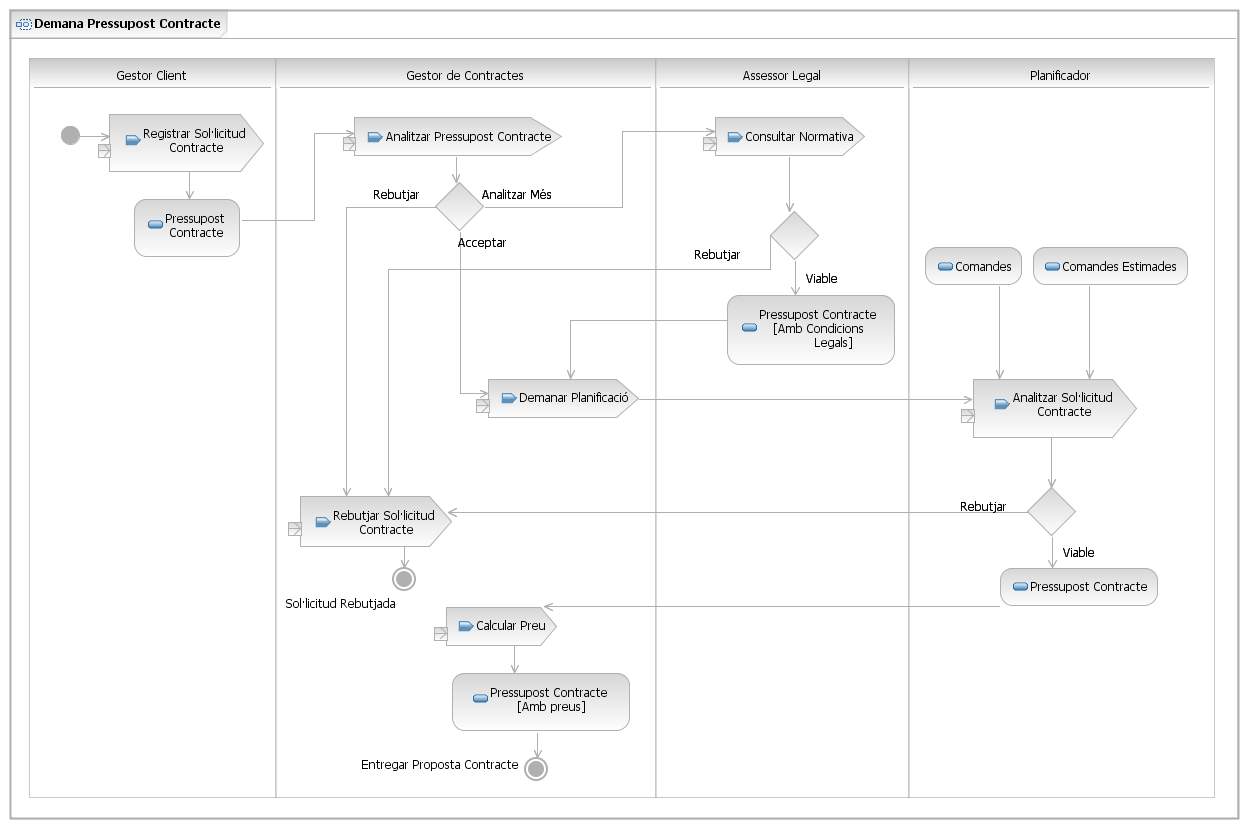 Demana Pressupost Contracte
Gestor Client
Gestor de Contractes
Assessor Legal
Planificador
Registrar Sol·licitud
Contracte
Analitzar Pressupost Contracte
Consultar Normativa
Rebutjar
Analitzar Més
Pressupost
Contracte
Acceptar
Rebutjar
Comandes
Comandes Estimades
Viable
Pressupost Contracte
[Amb Condicions
Legals]
Demanar Planificació
Analitzar Sol·licitud
Contracte
Rebutjar
Rebutjar Sol·licitud
Contracte
Viable
Pressupost Contracte
Sol·licitud Rebutjada
Calcular Preu
Pressupost Contracte
[Amb preus]
Entregar Proposta Contracte